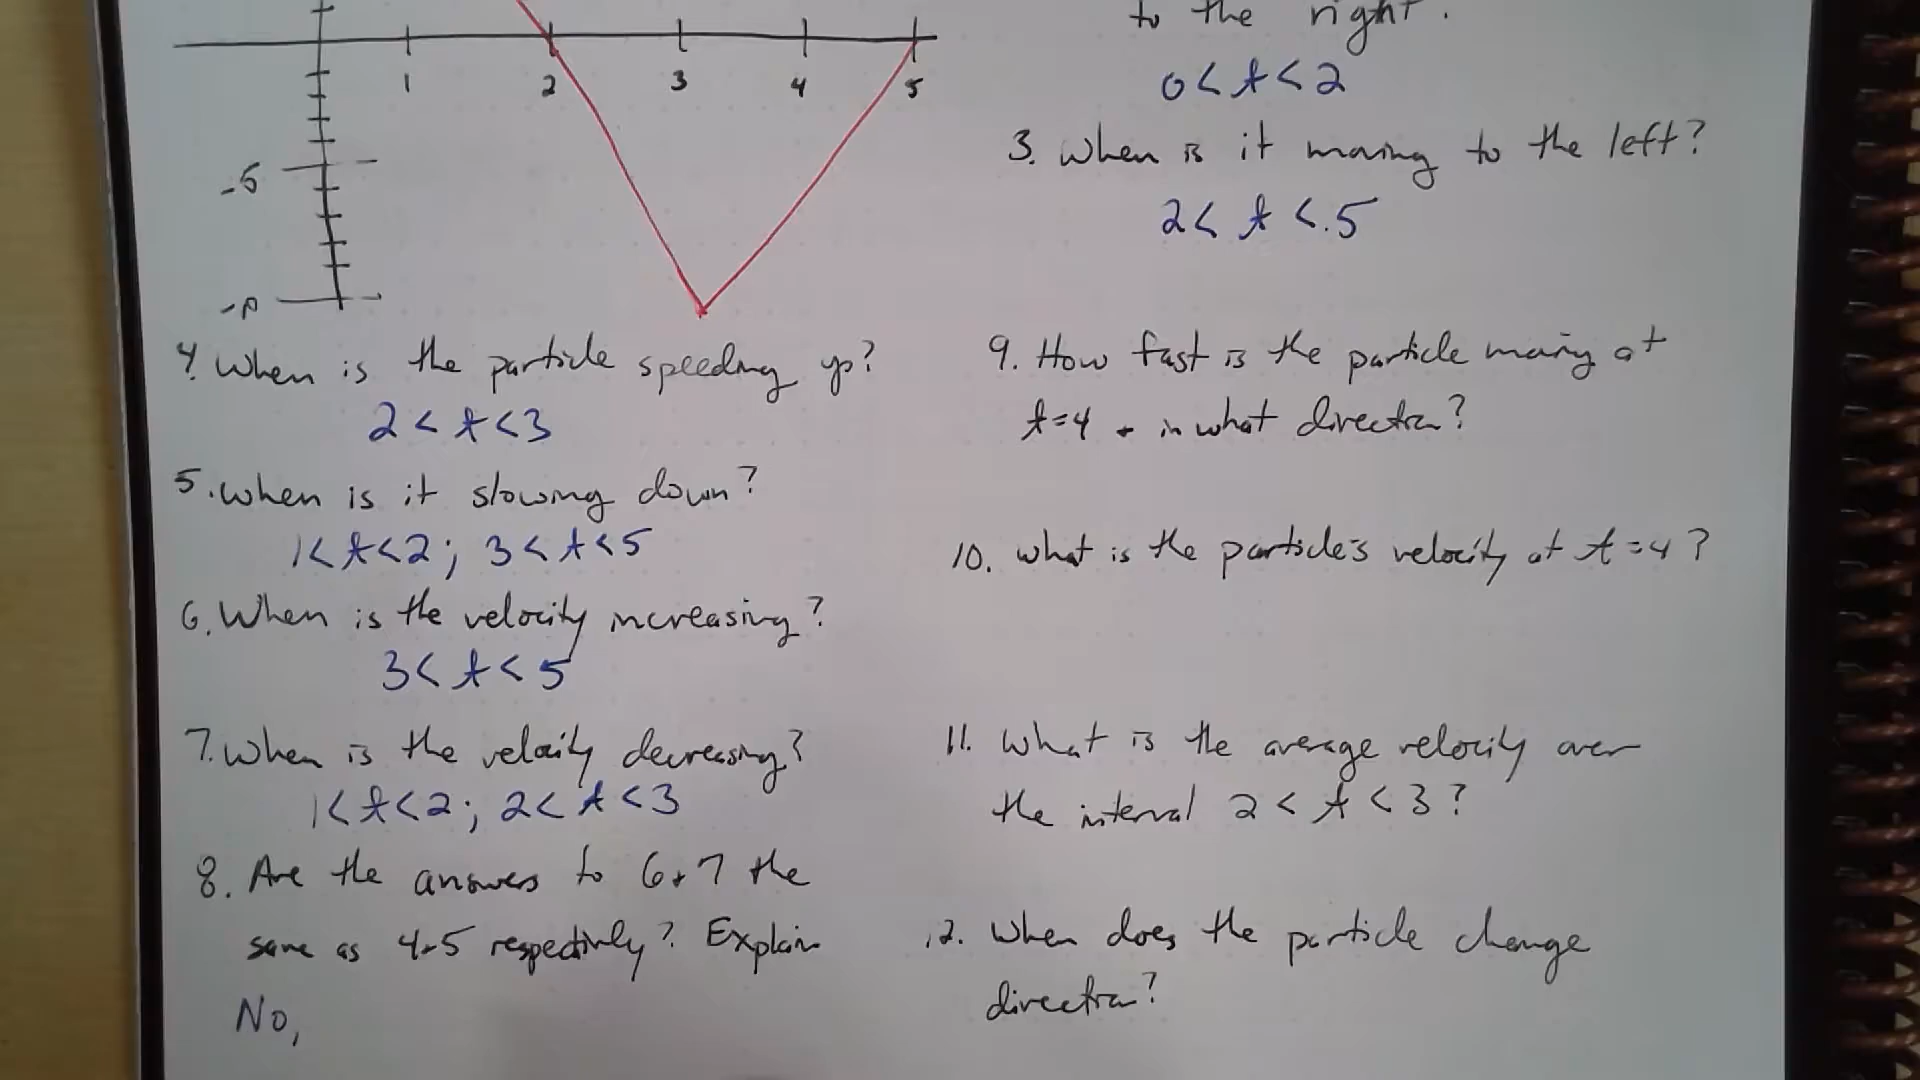 to the right.
0 < t < 2
3. When is it moving to the left?
2 < t < 5
1 2 3 4 5
-5
-10
4. When is the particle speeding up?
2 < t < 3
5. When is it slowing down?
1 < t < 2; 3 < t < 5
6. When is the velocity increasing?
3 < t < 5
7. When is the velocity decreasing?
1 < t < 2; 2 < t < 3
8. Are the answers to 6 + 7 the
same as 4+5 respectively? Explain
No,
9. How fast is the particle moving at
t=4 + in what direction?
10. What is the particle's velocity at t=4?
11. What is the average velocity over
the interval 2 < t < 3?
12. When does the particle change
direction?